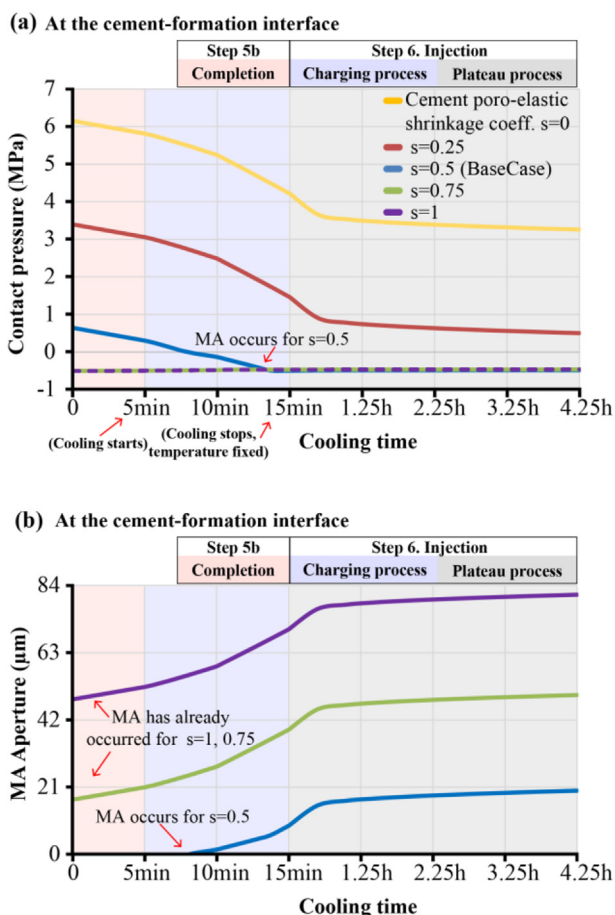 (a) At the cement-formation interface
Step 5b
Step 6. Injection
Completion
Charging process
Plateau process
Contact pressure (MPa)
7
6
5
4
3
2
1
0
-1
Cement poro-elastic
shrinkage coeff. s=0
s=0.25
s=0.5 (BaseCase)
s=0.75
s=1
MA occurs for s=0.5
0
5min
10min
15min
1.25h
2.25h
3.25h
4.25h
(Cooling starts)
(Cooling stops,
temperature fixed)
Cooling time
(b) At the cement-formation interface
Step 5b
Step 6. Injection
Completion
Charging process
Plateau process
MA Aperture (µm)
84
63
42
21
0
MA has already
occurred for s=1, 0.75
MA occurs for s=0.5
0
5min
10min
15min
1.25h
2.25h
3.25h
4.25h
Cooling time